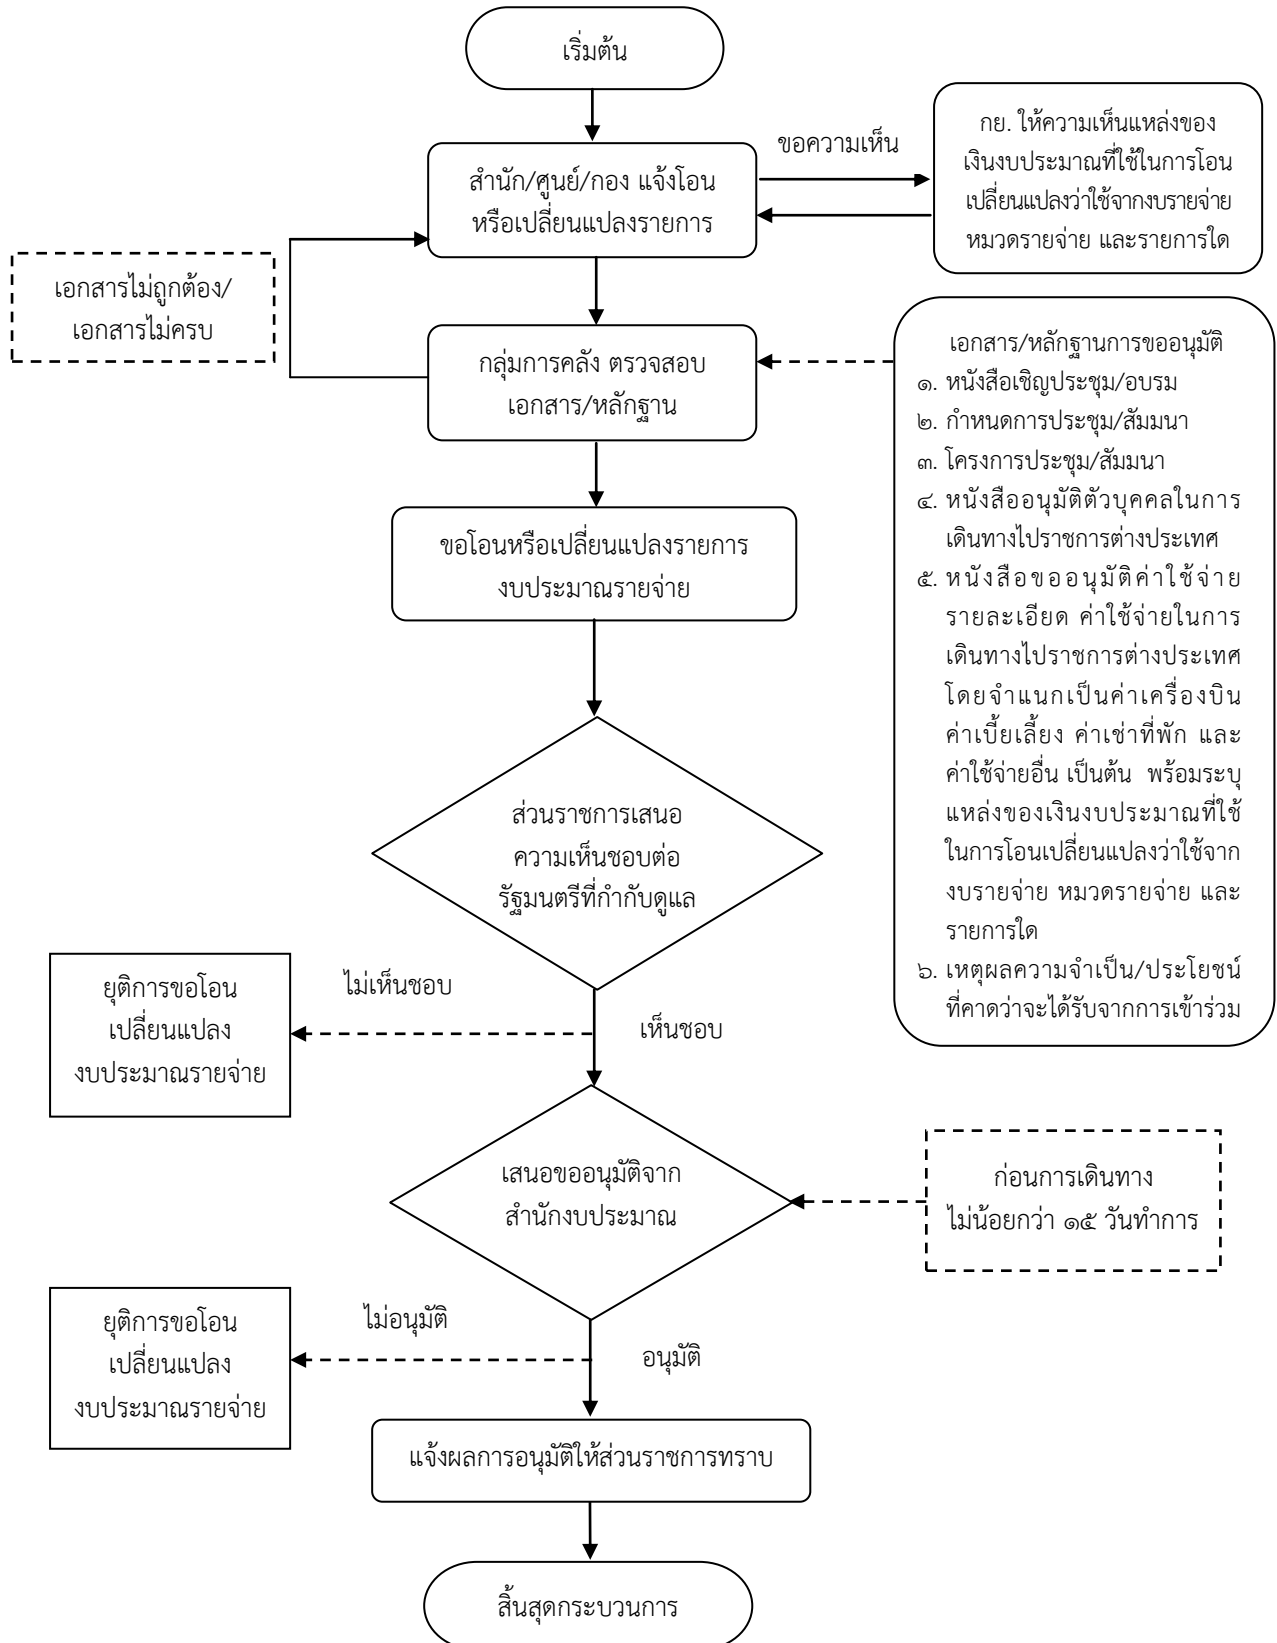 เริ่มต้น
ขอความเห็น
กย. ให้ความเห็นแหล่งของ
เงินงบประมาณที่ใช้ในการโอน
เปลี่ยนแปลงว่าใช้จากงบรายจ่าย
หมวดรายจ่าย และรายการใด
สำนัก/ศูนย์/กอง แจ้งโอน
หรือเปลี่ยนแปลงรายการ
เอกสารไม่ถูกต้อง/
เอกสารไม่ครบ
กลุ่มการคลัง ตรวจสอบ
เอกสาร/หลักฐาน
เอกสาร/หลักฐานการขออนุมัติ
๑. หนังสือเชิญประชุม/อบรม
๒. กำหนดการประชุม/สัมมนา
๓. โครงการประชุม/สัมมนา
๔. หนังสืออนุมัติตัวบุคคลในการ
เดินทางไปราชการต่างประเทศ
๕. หนังสือขออนุมัติค่าใช้จ่าย
รายละเอียด ค่าใช้จ่ายในการ
เดินทางไปราชการต่างประเทศ
โดยจำแนกเป็นค่าเครื่องบิน
ค่าเบี้ยเลี้ยง ค่าเช่าที่พัก และ
ค่าใช้จ่ายอื่น เป็นต้น พร้อมระบุ
แหล่งของเงินงบประมาณที่ใช้
ในการโอนเปลี่ยนแปลงว่าใช้จาก
งบรายจ่าย หมวดรายจ่าย และ
รายการใด
๖. เหตุผลความจำเป็น/ประโยชน์
ที่คาดว่าจะได้รับจากการเข้าร่วม
ขอโอนหรือเปลี่ยนแปลงรายการ
งบประมาณรายจ่าย
ส่วนราชการเสนอ
ความเห็นชอบต่อ
รัฐมนตรีที่กำกับดูแล
ไม่เห็นชอบ
เห็นชอบ
ยุติการขอโอน
เปลี่ยนแปลง
งบประมาณรายจ่าย
เสนอขออนุมัติจาก
สำนักงบประมาณ
ก่อนการเดินทาง
ไม่น้อยกว่า ๑๕ วันทำการ
ไม่อนุมัติ
อนุมัติ
ยุติการขอโอน
เปลี่ยนแปลง
งบประมาณรายจ่าย
แจ้งผลการอนุมัติให้ส่วนราชการทราบ
สิ้นสุดกระบวนการ